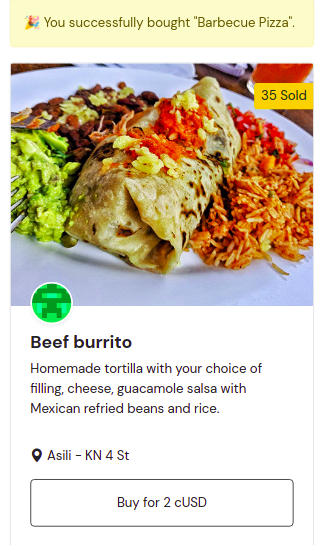 🎉 You successfully bought "Barbecue Pizza".
35 Sold
Beef burrito
Homemade tortilla with your choice of
filling, cheese, guacamole salsa with
Mexican refried beans and rice.
Asili - KN 4 St
Buy for 2 cUSD